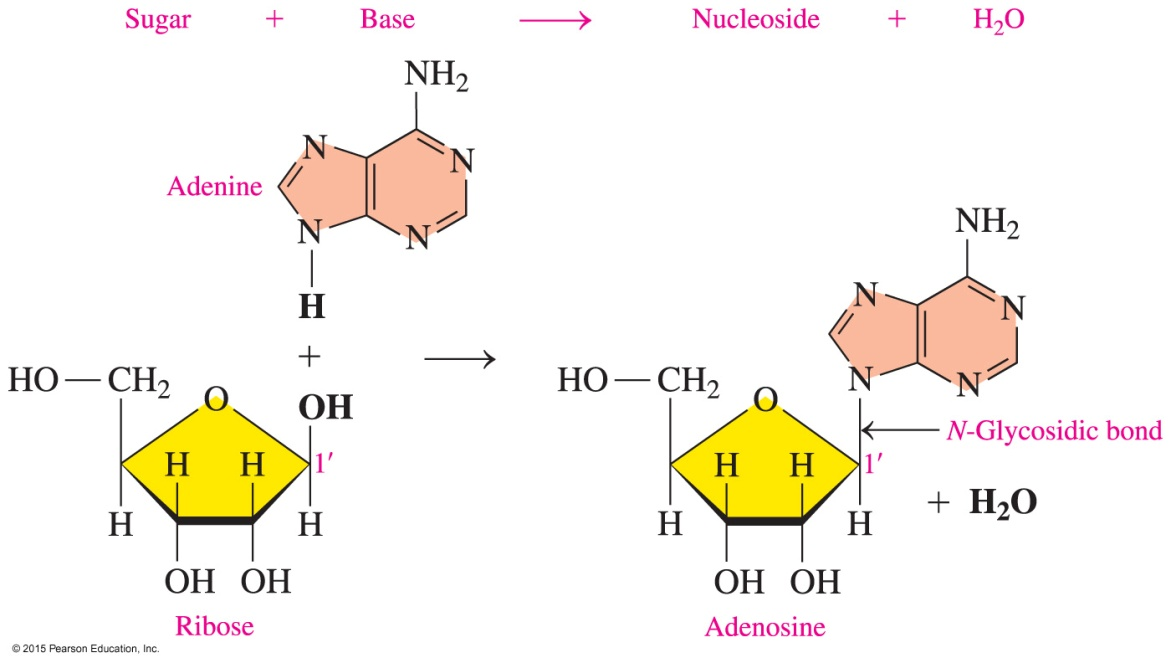 Sugar + Base → Nucleoside + H₂O
NH₂
N N
Adenine
N N
H
+ →
HO—CH₂ O OH
H H 1′
H H
OH OH
Ribose
NH₂
N N
N N
HO—CH₂ O
N-Glycosidic bond
H H 1′
+ H₂O
H H
OH OH
Adenosine
© 2015 Pearson Education, Inc.